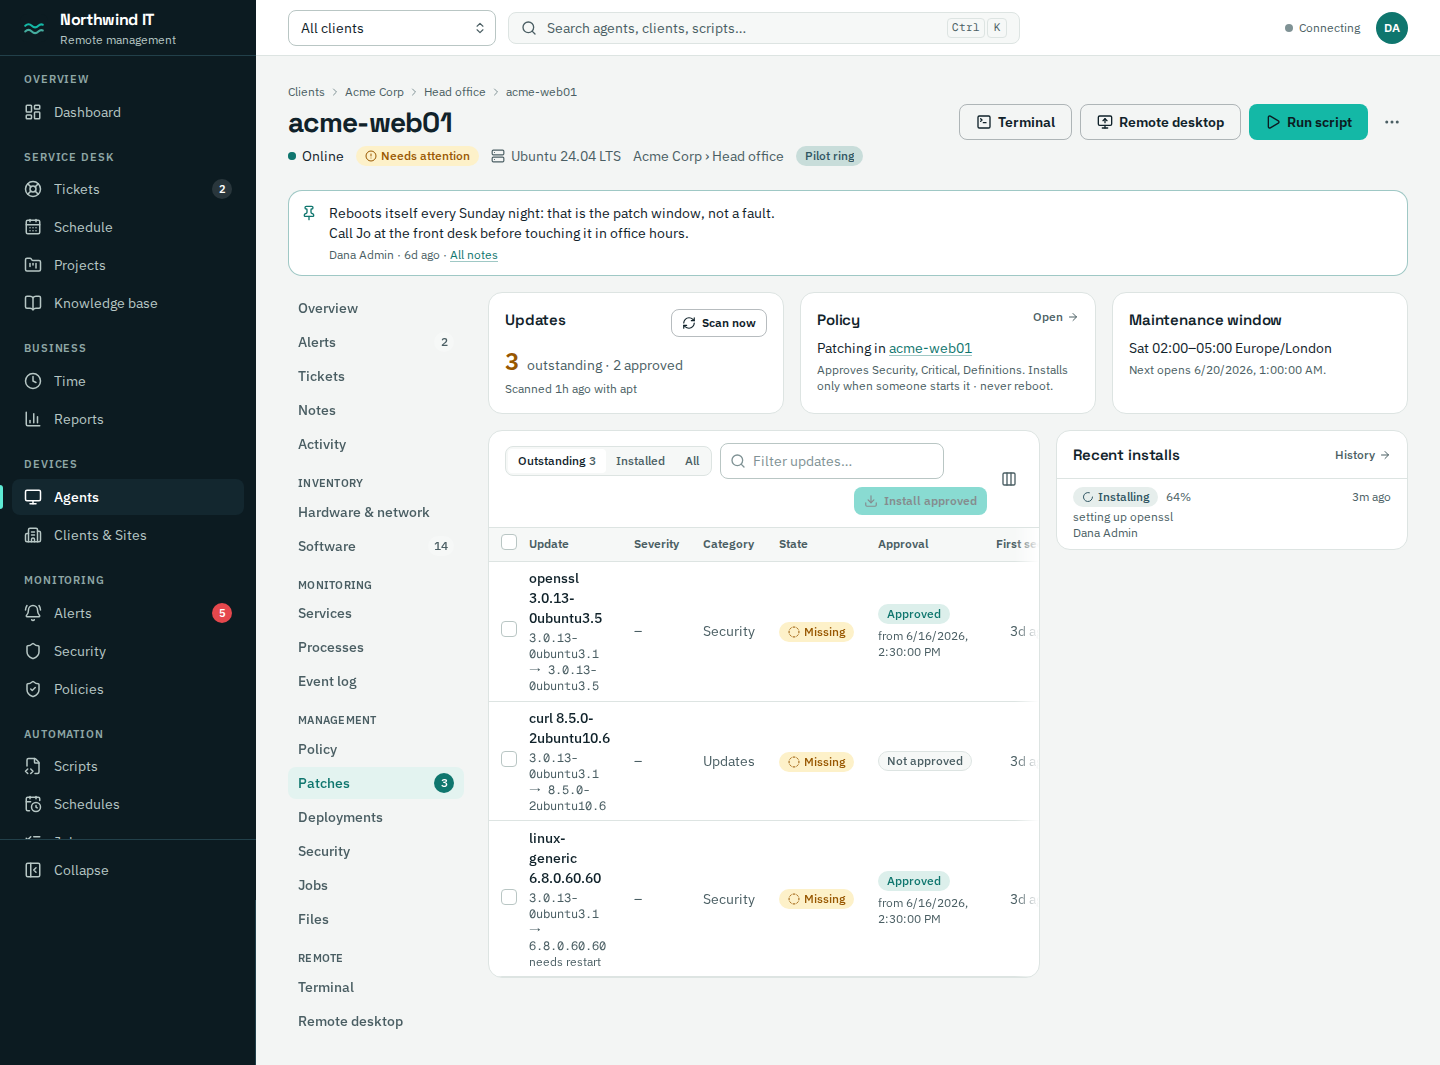 Northwind IT
Remote management
All clients
Search agents, clients, scripts...
Ctrl K
Connecting
DA
OVERVIEW
Dashboard
SERVICE DESK
Tickets 2
Schedule
Projects
Knowledge base
BUSINESS
Time
Reports
DEVICES
Agents
Clients & Sites
MONITORING
Alerts 5
Security
Policies
AUTOMATION
Scripts
Schedules
Collapse
Clients > Acme Corp > Head office > acme-web01
acme-web01
Terminal
Remote desktop
Run script
Online
Needs attention
Ubuntu 24.04 LTS
Acme Corp › Head office
Pilot ring
Reboots itself every Sunday night: that is the patch window, not a fault.
Call Jo at the front desk before touching it in office hours.
Dana Admin · 6d ago · All notes
Overview
Alerts 2
Tickets
Notes
Activity
INVENTORY
Hardware & network
Software 14
MONITORING
Services
Processes
Event log
MANAGEMENT
Policy
Patches 3
Deployments
Security
Jobs
Files
REMOTE
Terminal
Remote desktop
Updates
Scan now
3 outstanding · 2 approved
Scanned 1h ago with apt
Policy
Open →
Patching in acme-web01
Approves Security, Critical, Definitions. Installs
only when someone starts it · never reboot.
Maintenance window
Sat 02:00–05:00 Europe/London
Next opens 6/20/2026, 1:00:00 AM.
Outstanding 3
Installed
All
Filter updates...
Install approved
Update Severity Category State Approval First se
openssl
3.0.13-
0ubuntu3.5
3.0.13-
0ubuntu3.1
→ 3.0.13-
0ubuntu3.5
–
Security
Missing
Approved
from 6/16/2026,
2:30:00 PM
3d a
curl 8.5.0-
2ubuntu10.6
3.0.13-
0ubuntu3.1
→ 8.5.0-
2ubuntu10.6
–
Updates
Missing
Not approved
3d a
linux-
generic
6.8.0.60.60
3.0.13-
0ubuntu3.1
→
6.8.0.60.60
needs restart
–
Security
Missing
Approved
from 6/16/2026,
2:30:00 PM
3d a
Recent installs
History →
Installing 64% 3m ago
setting up openssl
Dana Admin